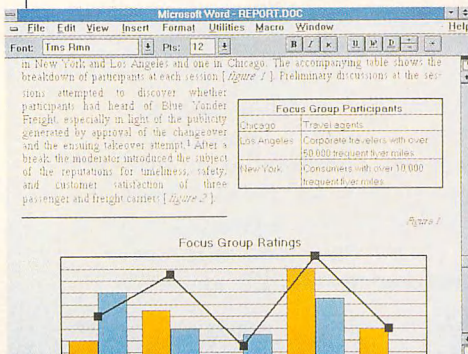 Microsoft Word - REPORT.DOC
File Edit View Insert Format Utilities Macro Window Help
Font: Tms Rmn Pts: 12 B I K U W D
in New York and Los Angeles and one in Chicago. The accompanying table shows the
breakdown of participants at each session [ figure 1 ]. Preliminary discussions at the ses-
sions attempted to discover whether
participants had heard of Blue Yonder
Freight, especially in light of the publicity
generated by approval of the changeover
and the ensuing takeover attempt.1 After a
break the moderator introduced the subject
of the reputations for timeliness, safety,
and customer satisfaction of three
passenger and freight carriers [ figure 2 ].
Focus Group Participants
Chicago Travel agents
Los Angeles Corporate travelers with over
50,000 frequent flyer miles
New York Consumers with over 10,000
frequent flyer miles
Figure 1
Focus Group Ratings